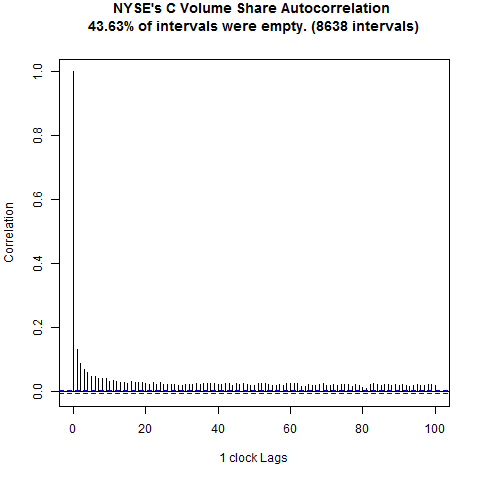 NYSE's C Volume Share Autocorrelation
43.63% of intervals were empty. (8638 intervals)
Correlation
1.0
0.8
0.6
0.4
0.2
0.0
0 20 40 60 80 100
1 clock Lags